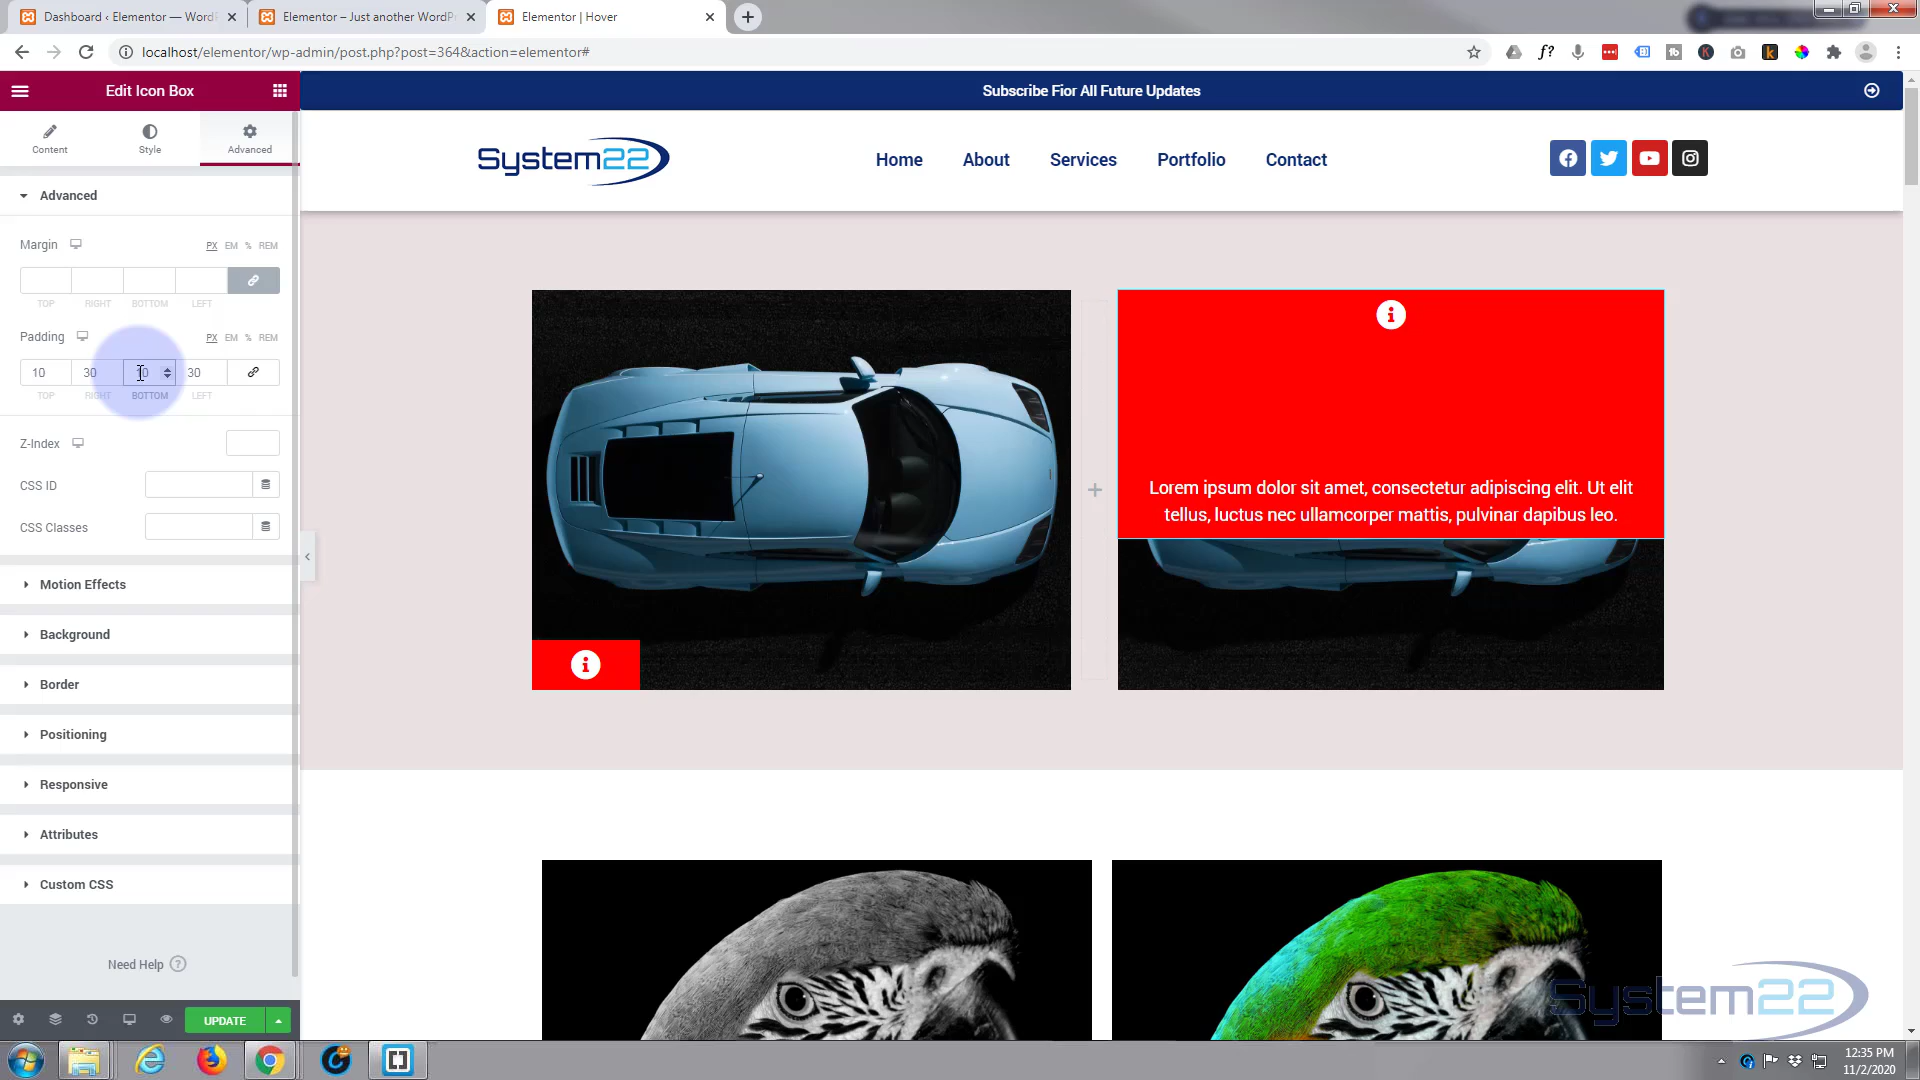 Dashboard ‹ Elementor — WordP
Elementor – Just another WordPr
Elementor | Hover
localhost/elementor/wp-admin/post.php?post=364&action=elementor#
f?
Edit Icon Box
Content
Style
Advanced
Advanced
Margin
PX EM % REM
TOP RIGHT BOTTOM LEFT
Padding
PX EM % REM
10 30 10 30
TOP RIGHT BOTTOM LEFT
Z-Index
CSS ID
CSS Classes
Motion Effects
Background
Border
Positioning
Responsive
Attributes
Custom CSS
Need Help ?
UPDATE
Subscribe Fior All Future Updates
System22
Home About Services Portfolio Contact
Lorem ipsum dolor sit amet, consectetur adipiscing elit. Ut elit
tellus, luctus nec ullamcorper mattis, pulvinar dapibus leo.
System22
12:35 PM
11/2/2020